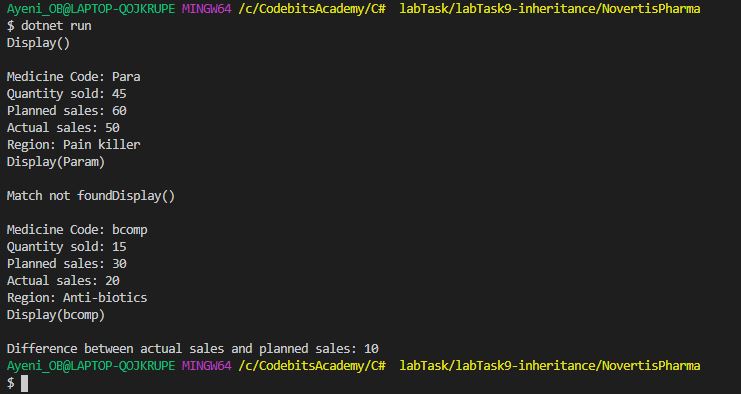 Ayeni_OB@LAPTOP-QOJKRUPE MINGW64 /c/CodebitsAcademy/C#  labTask/labTask9-inheritance/NovertisPharma
$ dotnet run
Display()

Medicine Code: Para
Quantity sold: 45
Planned sales: 60
Actual sales: 50
Region: Pain killer
Display(Param)

Match not foundDisplay()

Medicine Code: bcomp
Quantity sold: 15
Planned sales: 30
Actual sales: 20
Region: Anti-biotics
Display(bcomp)

Difference between actual sales and planned sales: 10
Ayeni_OB@LAPTOP-QOJKRUPE MINGW64 /c/CodebitsAcademy/C#  labTask/labTask9-inheritance/NovertisPharma
$